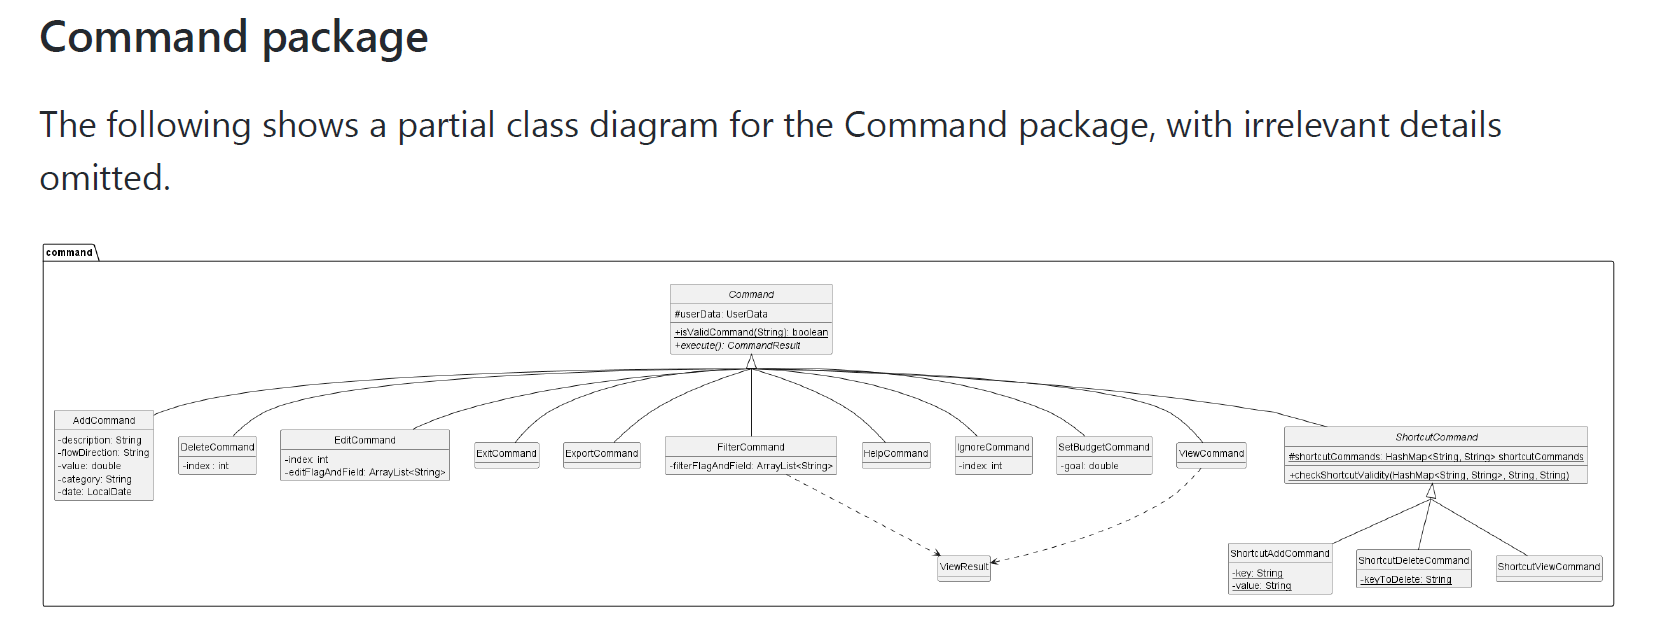 Command package
The following shows a partial class diagram for the Command package, with irrelevant details
omitted.
command
Command
#userData: UserData
+isValidCommand(String): boolean
+execute(): CommandResult
AddCommand
-description: String
-flowDirection: String
-value: double
-category: String
-date: LocalDate
DeleteCommand
-index : int
EditCommand
-index: int
-editFlagAndField: ArrayList<String>
ExitCommand
ExportCommand
FilterCommand
-filterFlagAndField: ArrayList<String>
HelpCommand
IgnoreCommand
-index: int
SetBudgetCommand
-goal: double
ViewCommand
ShortcutCommand
#shortcutCommands: HashMap<String, String> shortcutCommands
+checkShortcutValidity(HashMap<String, String>, String, String)
ViewResult
ShortcutAddCommand
-key: String
-value: String
ShortcutDeleteCommand
-keyToDelete: String
ShortcutViewCommand